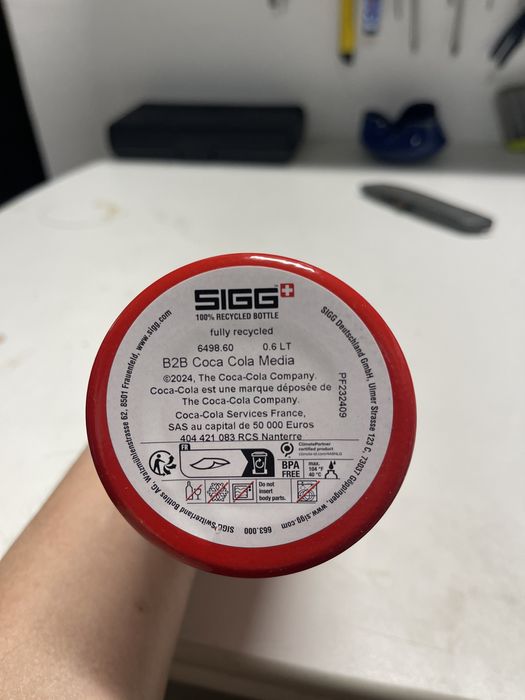 SIGG
100% RECYCLED BOTTLE
fully recycled
6498.60 0.6 LT
B2B Coca Cola Media
©2024, The Coca-Cola Company.
Coca-Cola est une marque déposée de
The Coca-Cola Company.
Coca-Cola Services France,
SAS au capital de 50 000 Euros
404 421 083 RCS Nanterre
PF232409
FR
ClimatePartner
certified product
BPA
FREE
max.
104 °F
40 °C
Do not
insert
body parts.
SIGG Switzerland Bottles AG, Walzmühlestrasse 62, 8501 Frauenfeld, www.sigg.com
SIGG Deutschland GmbH, Ulmer Strasse 123 C, 73037 Göppingen, www.sigg.com
663.000